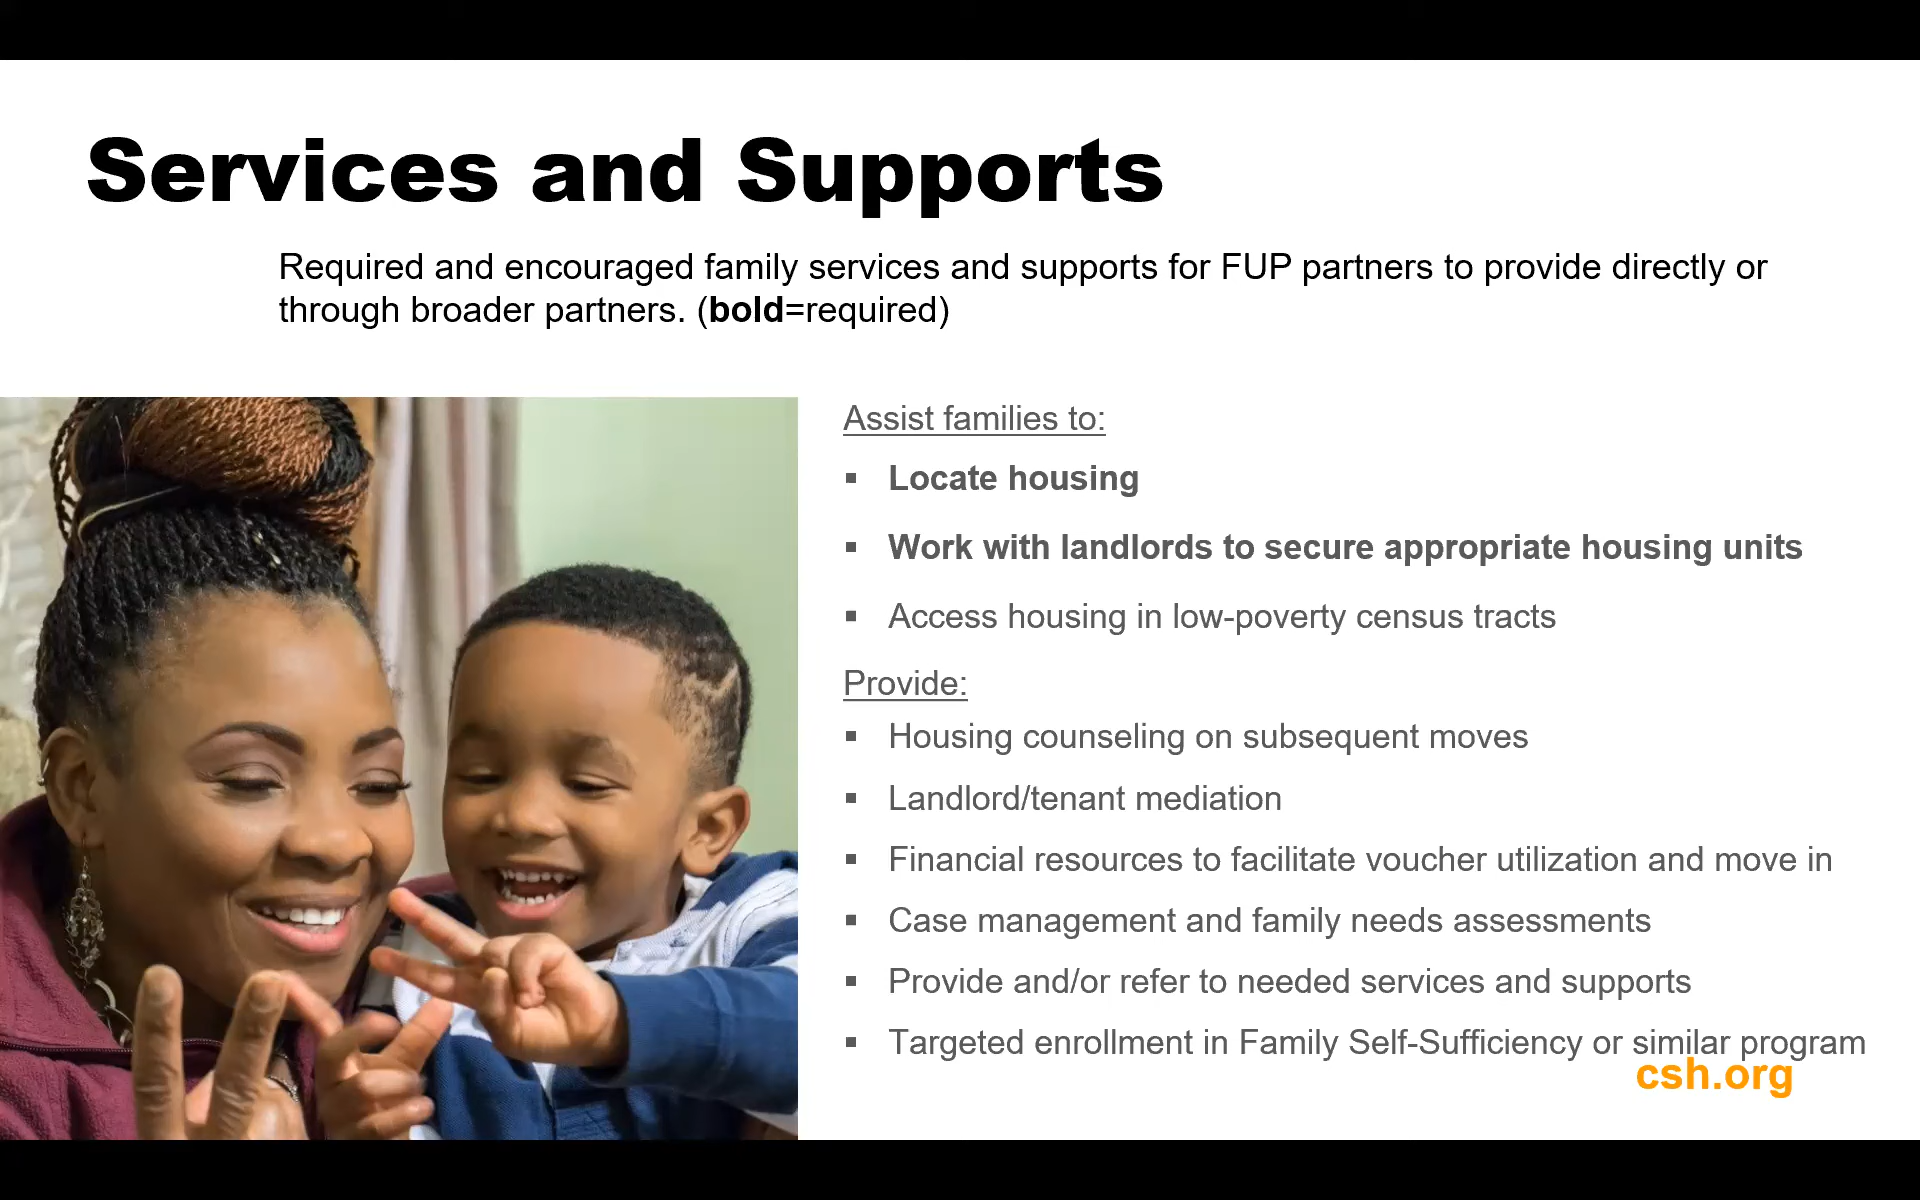 Services and Supports
Required and encouraged family services and supports for FUP partners to provide directly or
through broader partners. (bold=required)
Assist families to:
▪ Locate housing
▪ Work with landlords to secure appropriate housing units
▪ Access housing in low-poverty census tracts
Provide:
▪ Housing counseling on subsequent moves
▪ Landlord/tenant mediation
▪ Financial resources to facilitate voucher utilization and move in
▪ Case management and family needs assessments
▪ Provide and/or refer to needed services and supports
▪ Targeted enrollment in Family Self-Sufficiency or similar program
csh.org